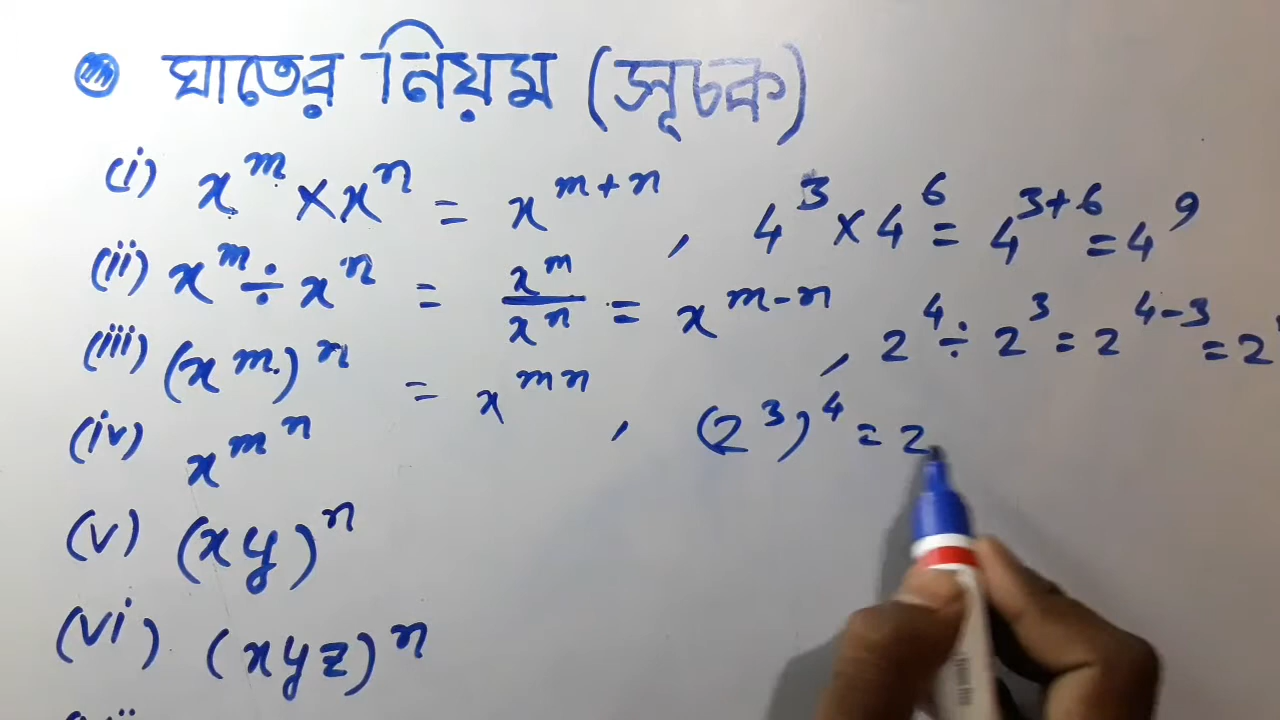 ঘাতের নিয়ম (সূচক)
(i) x^m × x^n = x^{m+n} , 4^3 × 4^6 = 4^{3+6} = 4^9
(ii) x^m ÷ x^n = x^m/x^n = x^{m-n} , 2^4 ÷ 2^3 = 2^{4-3} = 2
(iii) (x^m)^n = x^{mn} , (2^3)^4 = 2
(iv) x^{m^n}
(v) (xy)^n
(vi) (xyz)^n